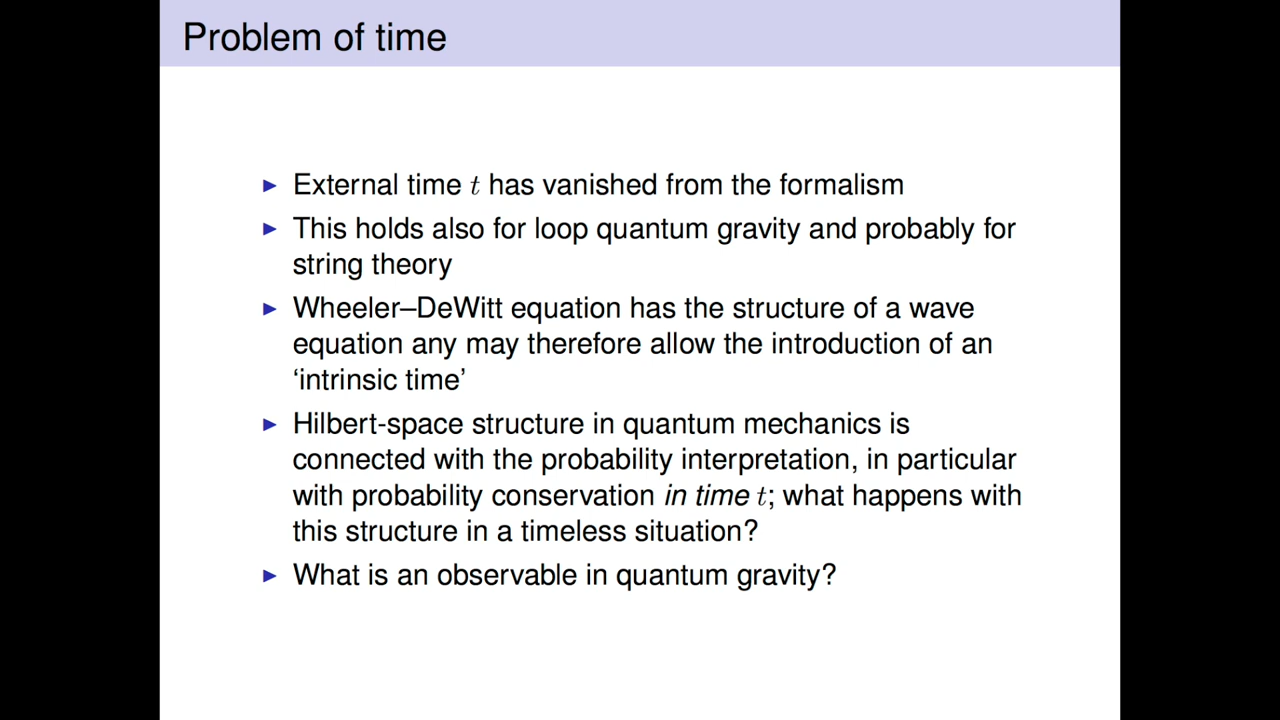 Problem of time
External time t has vanished from the formalism
This holds also for loop quantum gravity and probably for
string theory
Wheeler–DeWitt equation has the structure of a wave
equation any may therefore allow the introduction of an
‘intrinsic time’
Hilbert-space structure in quantum mechanics is
connected with the probability interpretation, in particular
with probability conservation in time t; what happens with
this structure in a timeless situation?
What is an observable in quantum gravity?